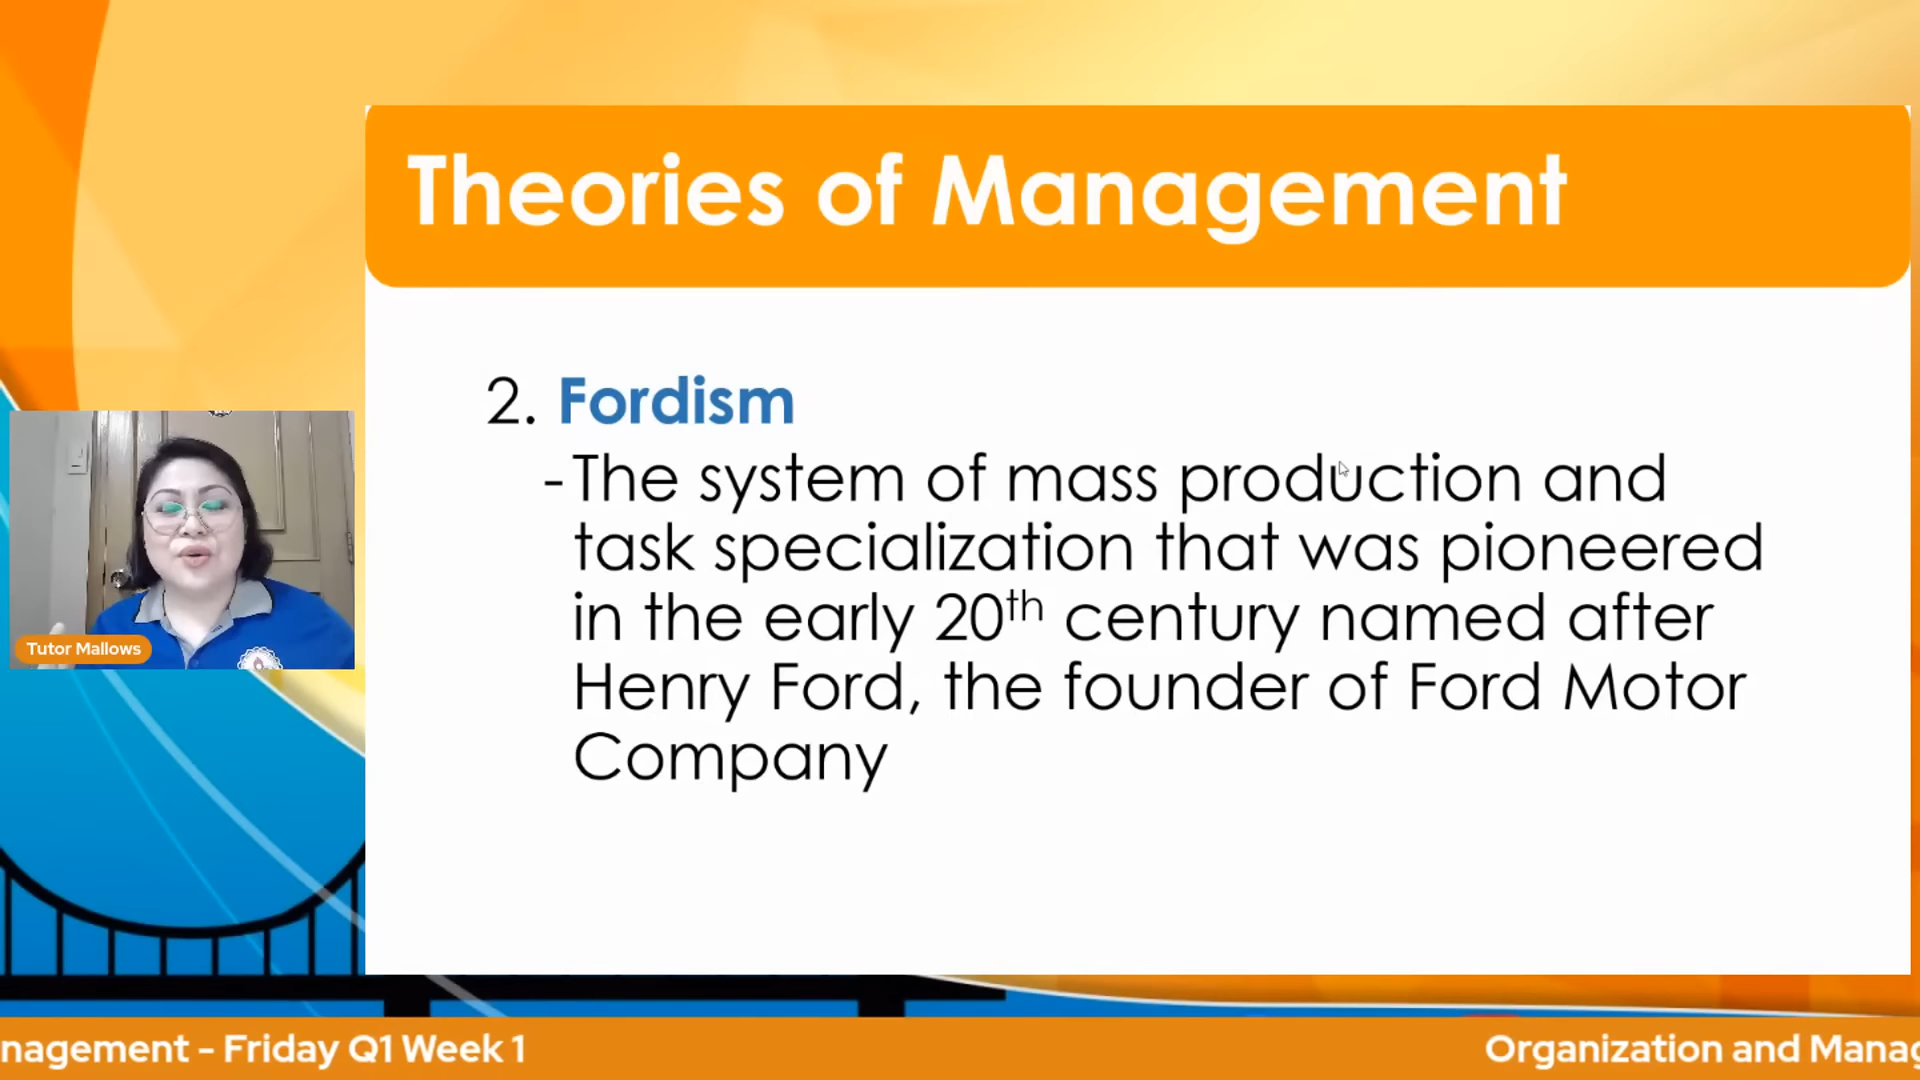 Theories of Management
2. Fordism
-The system of mass production and
task specialization that was pioneered
in the early 20th century named after
Henry Ford, the founder of Ford Motor
Company
Tutor Mallows
nagement - Friday Q1 Week 1
Organization and Manag